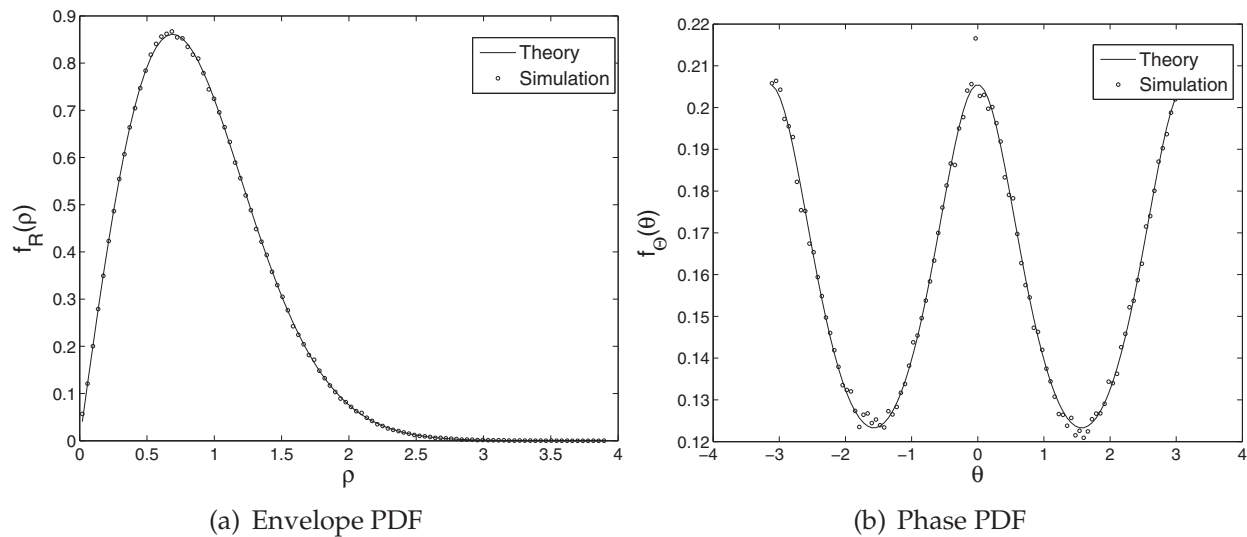 0.9
0.8
0.7
0.6
0.5
0.4
0.3
0.2
0.1
0
f_R(ρ)
0 0.5 1 1.5 2 2.5 3 3.5 4
ρ
Theory
Simulation
(a) Envelope PDF
0.22
0.21
0.2
0.19
0.18
0.17
0.16
0.15
0.14
0.13
0.12
f_Θ(θ)
−4 −3 −2 −1 0 1 2 3 4
θ
Theory
Simulation
(b) Phase PDF